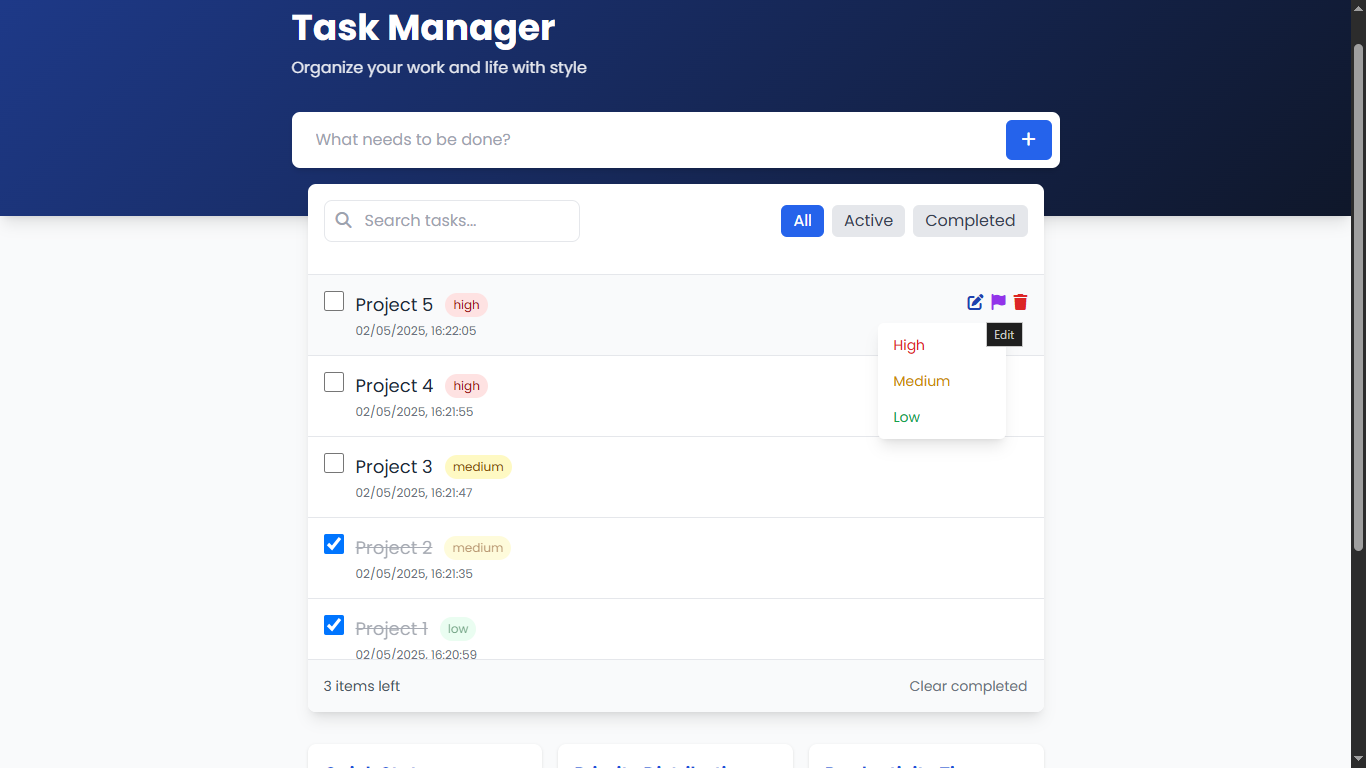 Task Manager
Organize your work and life with style
What needs to be done?
+
Search tasks...
All Active Completed
Project 5 high
02/05/2025, 16:22:05
Edit
High
Medium
Low
Project 4 high
02/05/2025, 16:21:55
Project 3 medium
02/05/2025, 16:21:47
Project 2 medium
02/05/2025, 16:21:35
Project 1 low
02/05/2025, 16:20:59
3 items left Clear completed